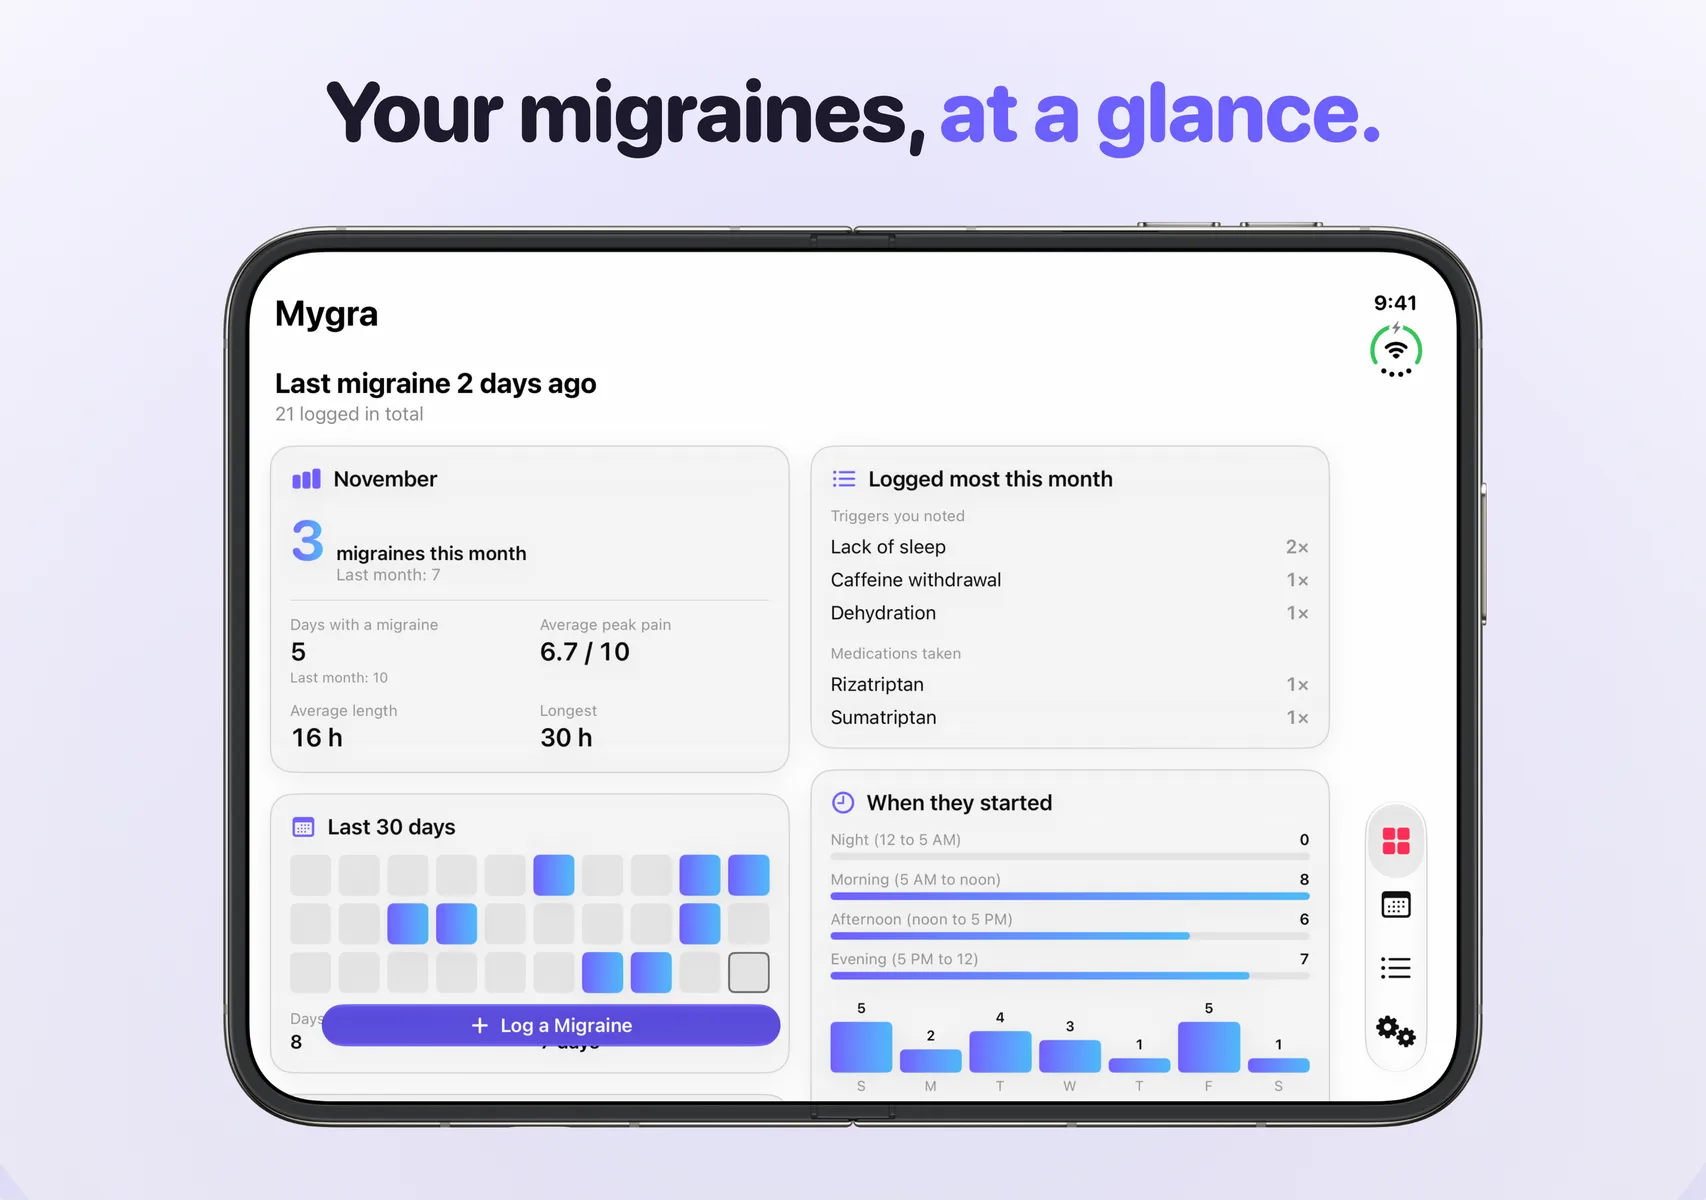 Your migraines, at a glance.
Mygra
9:41
Last migraine 2 days ago
21 logged in total
November
3 migraines this month
Last month: 7
Days with a migraine
5
Last month: 10
Average peak pain
6.7 / 10
Average length
16 h
Longest
30 h
Last 30 days
Days
8
7 days
+ Log a Migraine
Logged most this month
Triggers you noted
Lack of sleep 2×
Caffeine withdrawal 1×
Dehydration 1×
Medications taken
Rizatriptan 1×
Sumatriptan 1×
When they started
Night (12 to 5 AM) 0
Morning (5 AM to noon) 8
Afternoon (noon to 5 PM) 6
Evening (5 PM to 12) 7
5 2 4 3 1 5 1
S M T W T F S